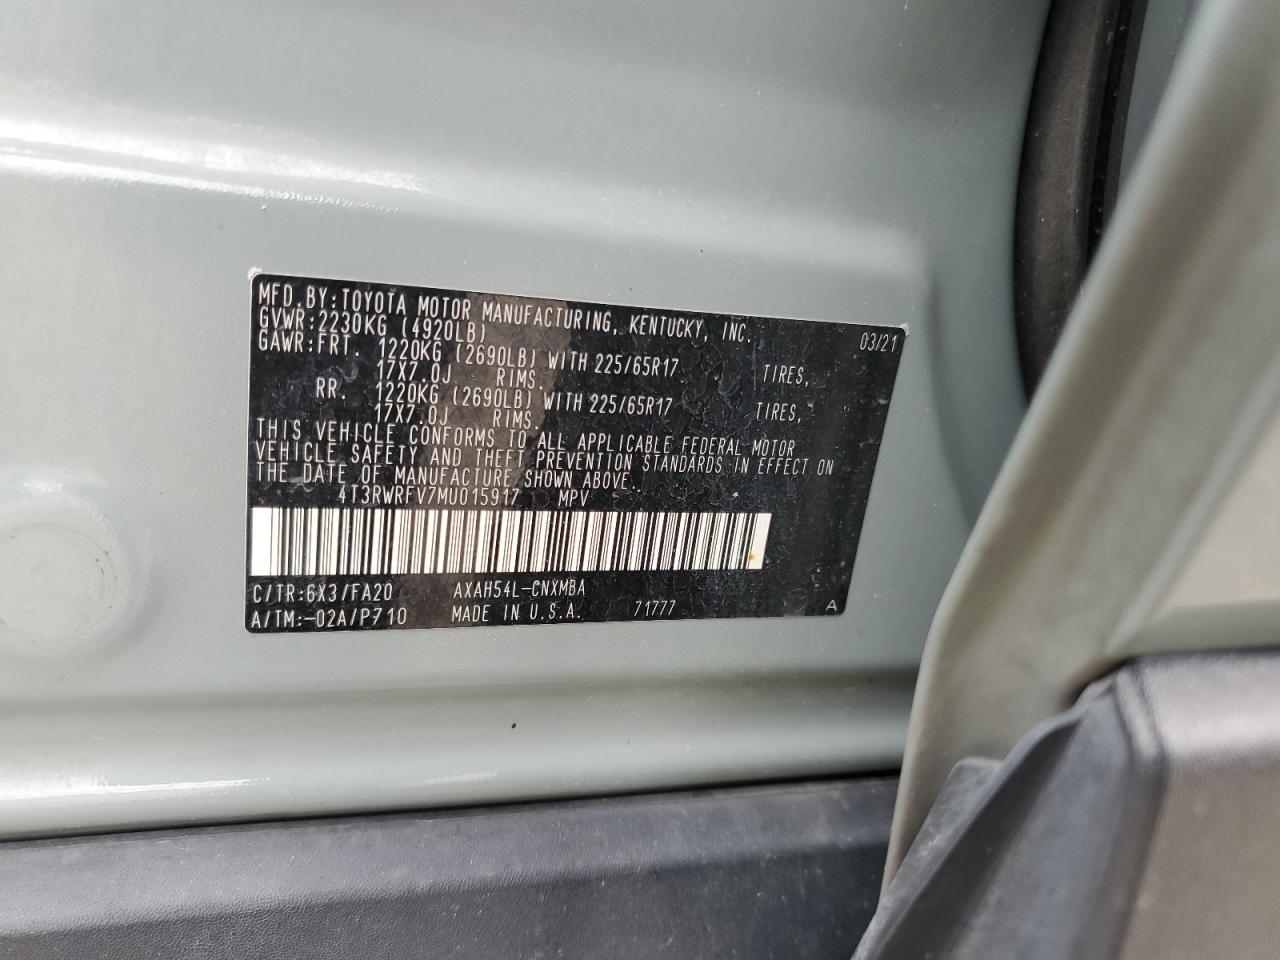 MFD.BY:TOYOTA MOTOR MANUFACTURING, KENTUCKY, INC. 03/21
GVWR:2230KG (4920LB)
GAWR:FRT. 1220KG (2690LB) WITH 225/65R17 TIRES,
17X7.0J RIMS.
RR. 1220KG (2690LB) WITH 225/65R17 TIRES,
17X7.0J RIMS.
THIS VEHICLE CONFORMS TO ALL APPLICABLE FEDERAL MOTOR
VEHICLE SAFETY AND THEFT PREVENTION STANDARDS IN EFFECT ON
THE DATE OF MANUFACTURE SHOWN ABOVE.
4T3RWRFV7MU015917 MPV
C/TR:6X3/FA20 AXAH54L-CNXMBA
A/TM:-02A/P710 MADE IN U.S.A. 71777 A